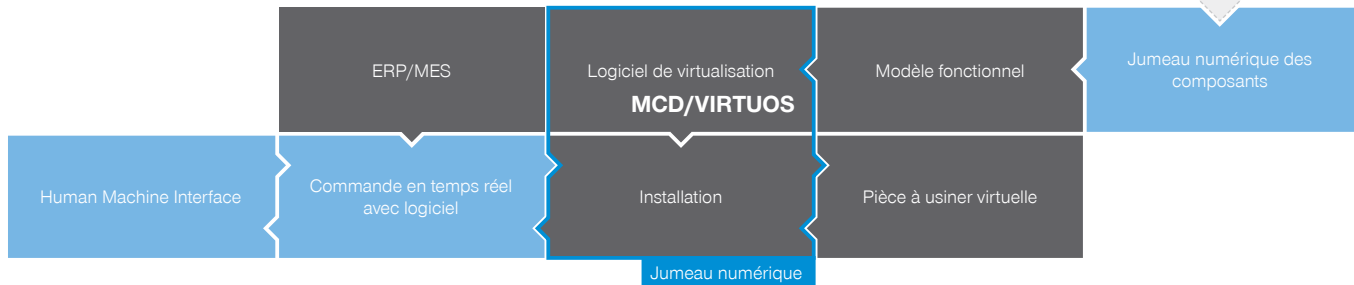 ERP/MES
Logiciel de virtualisation
MCD/VIRTUOS
Modèle fonctionnel
Jumeau numérique des
composants
Human Machine Interface
Commande en temps réel
avec logiciel
Installation
Pièce à usiner virtuelle
Jumeau numérique